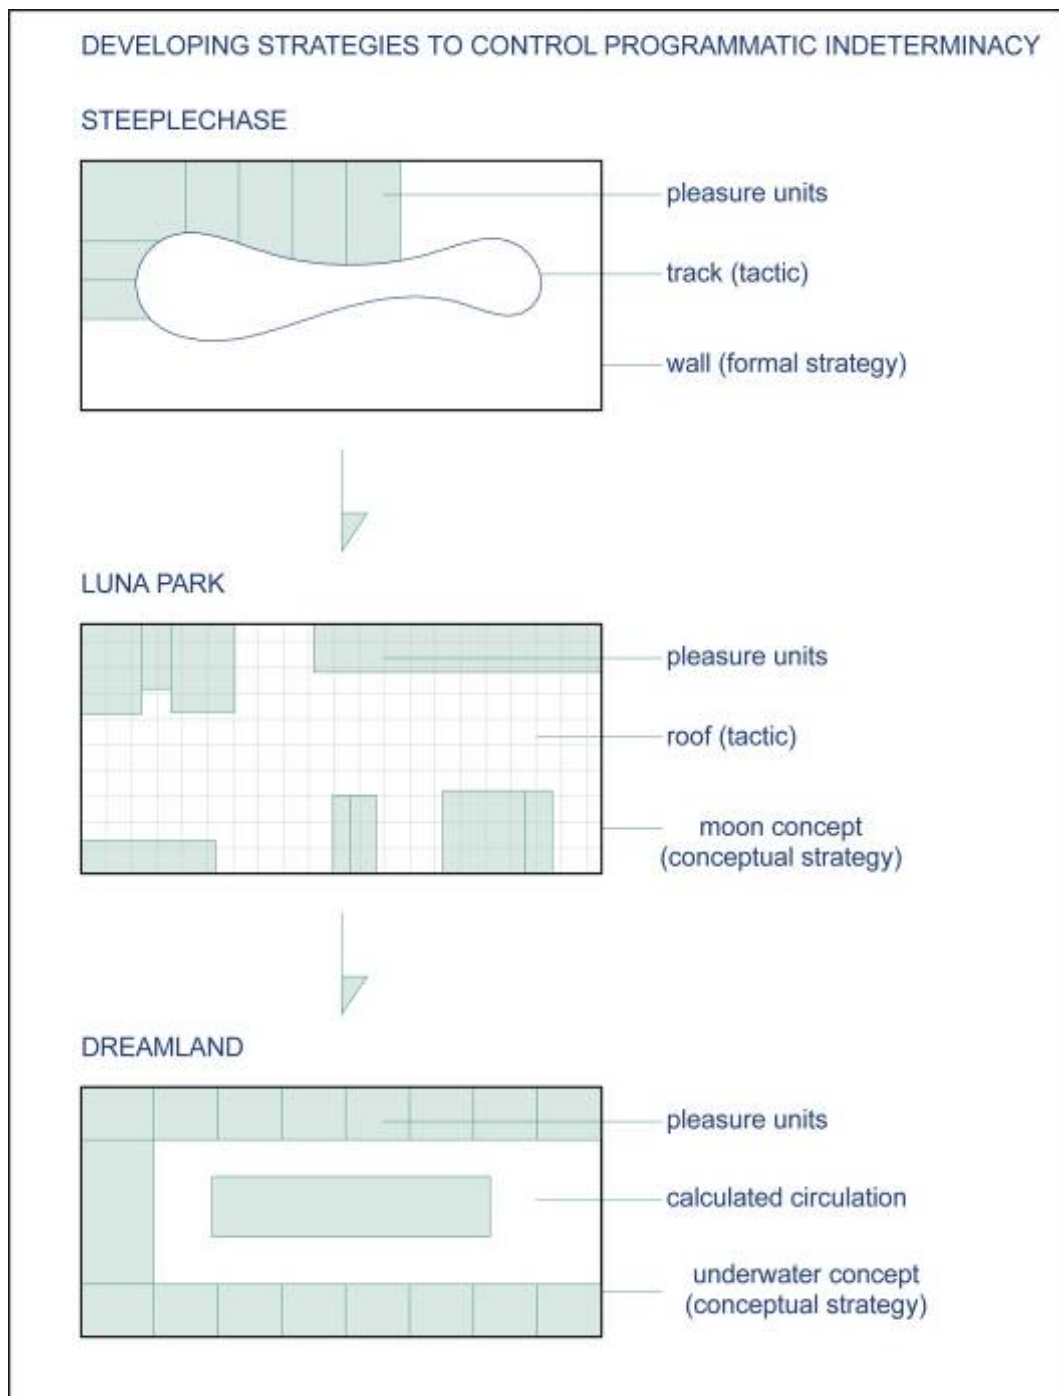 DEVELOPING STRATEGIES TO CONTROL PROGRAMMATIC INDETERMINACY
STEEPLECHASE
pleasure units
track (tactic)
wall (formal strategy)
LUNA PARK
pleasure units
roof (tactic)
moon concept
(conceptual strategy)
DREAMLAND
pleasure units
calculated circulation
underwater concept
(conceptual strategy)